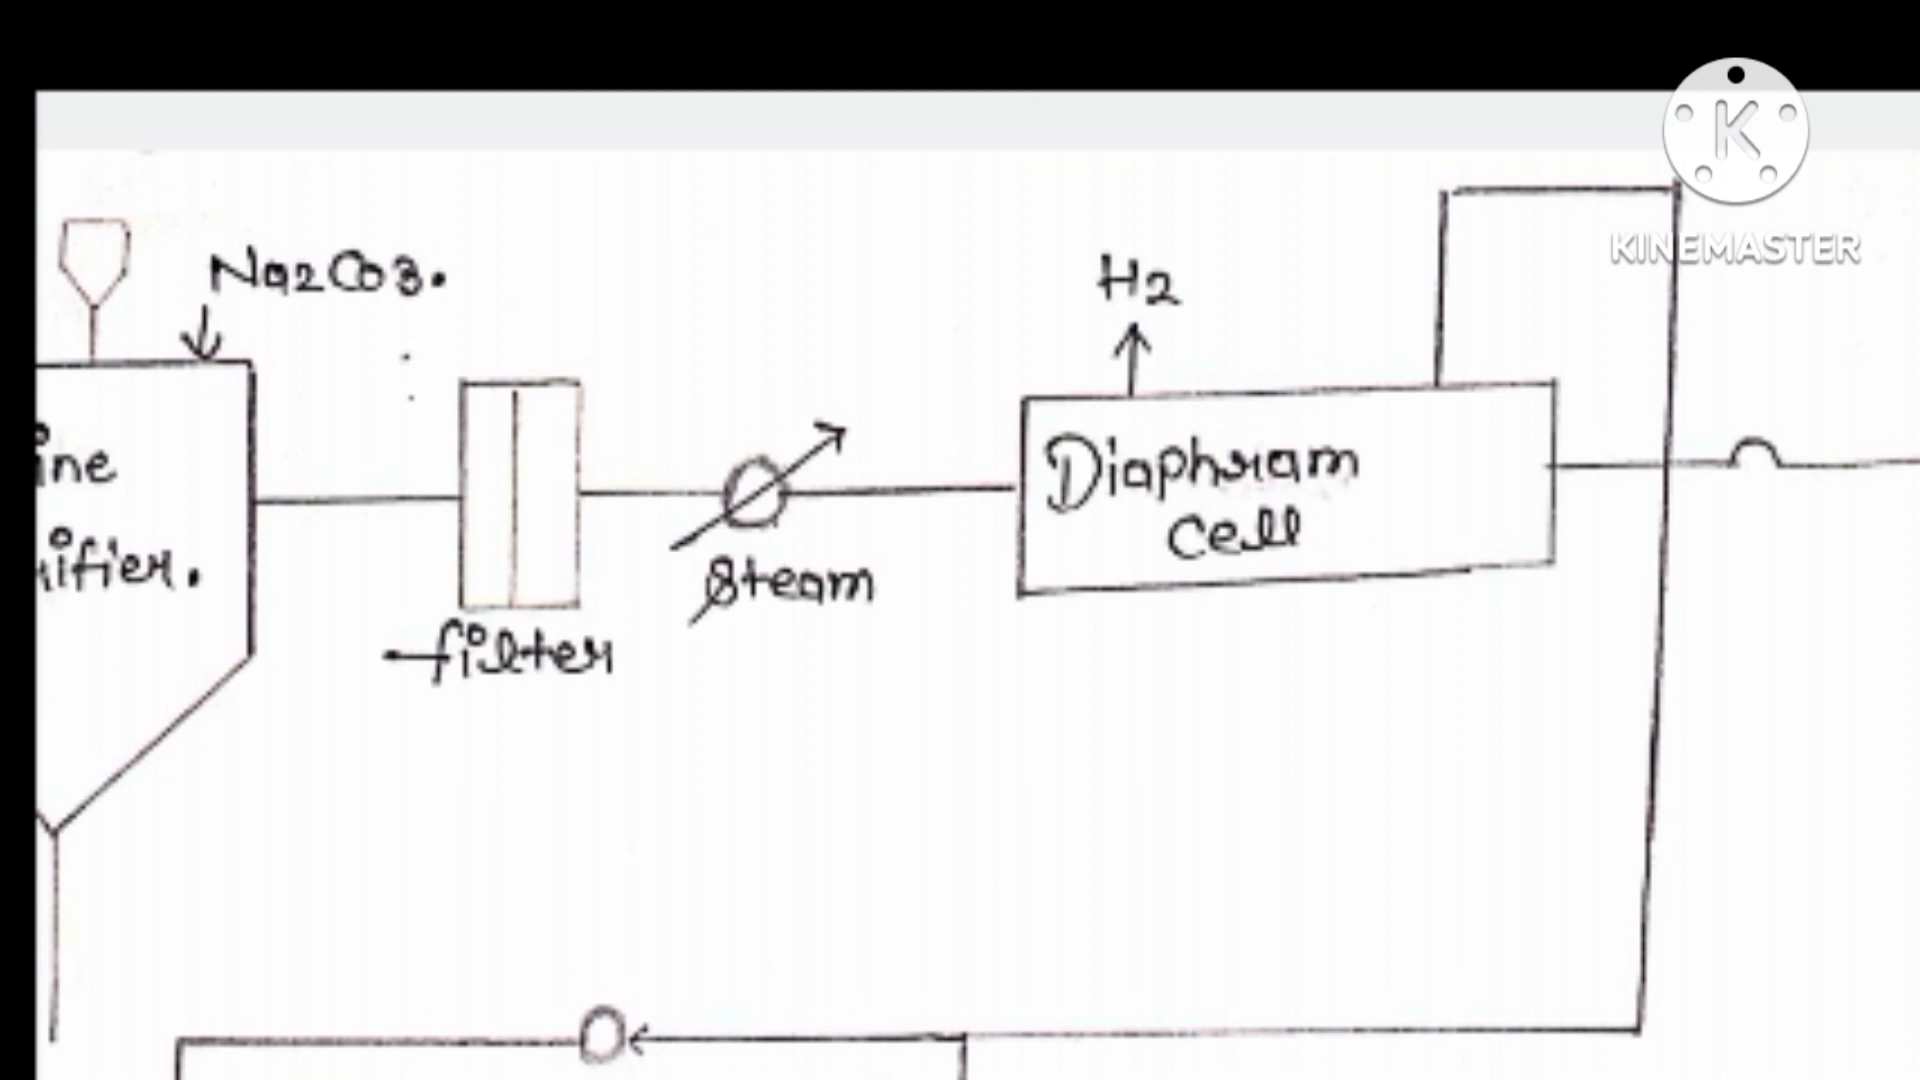 Na2Co3.
H2
ine
ifier.
Diaphram
cell
Steam
filter
K
KINEMASTER